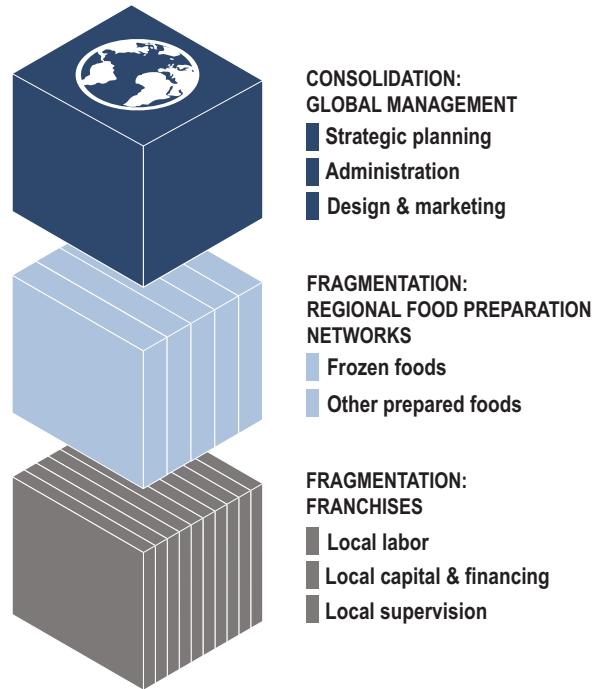 CONSOLIDATION:
GLOBAL MANAGEMENT
Strategic planning
Administration
Design & marketing
FRAGMENTATION:
REGIONAL FOOD PREPARATION
NETWORKS
Frozen foods
Other prepared foods
FRAGMENTATION:
FRANCHISES
Local labor
Local capital & financing
Local supervision